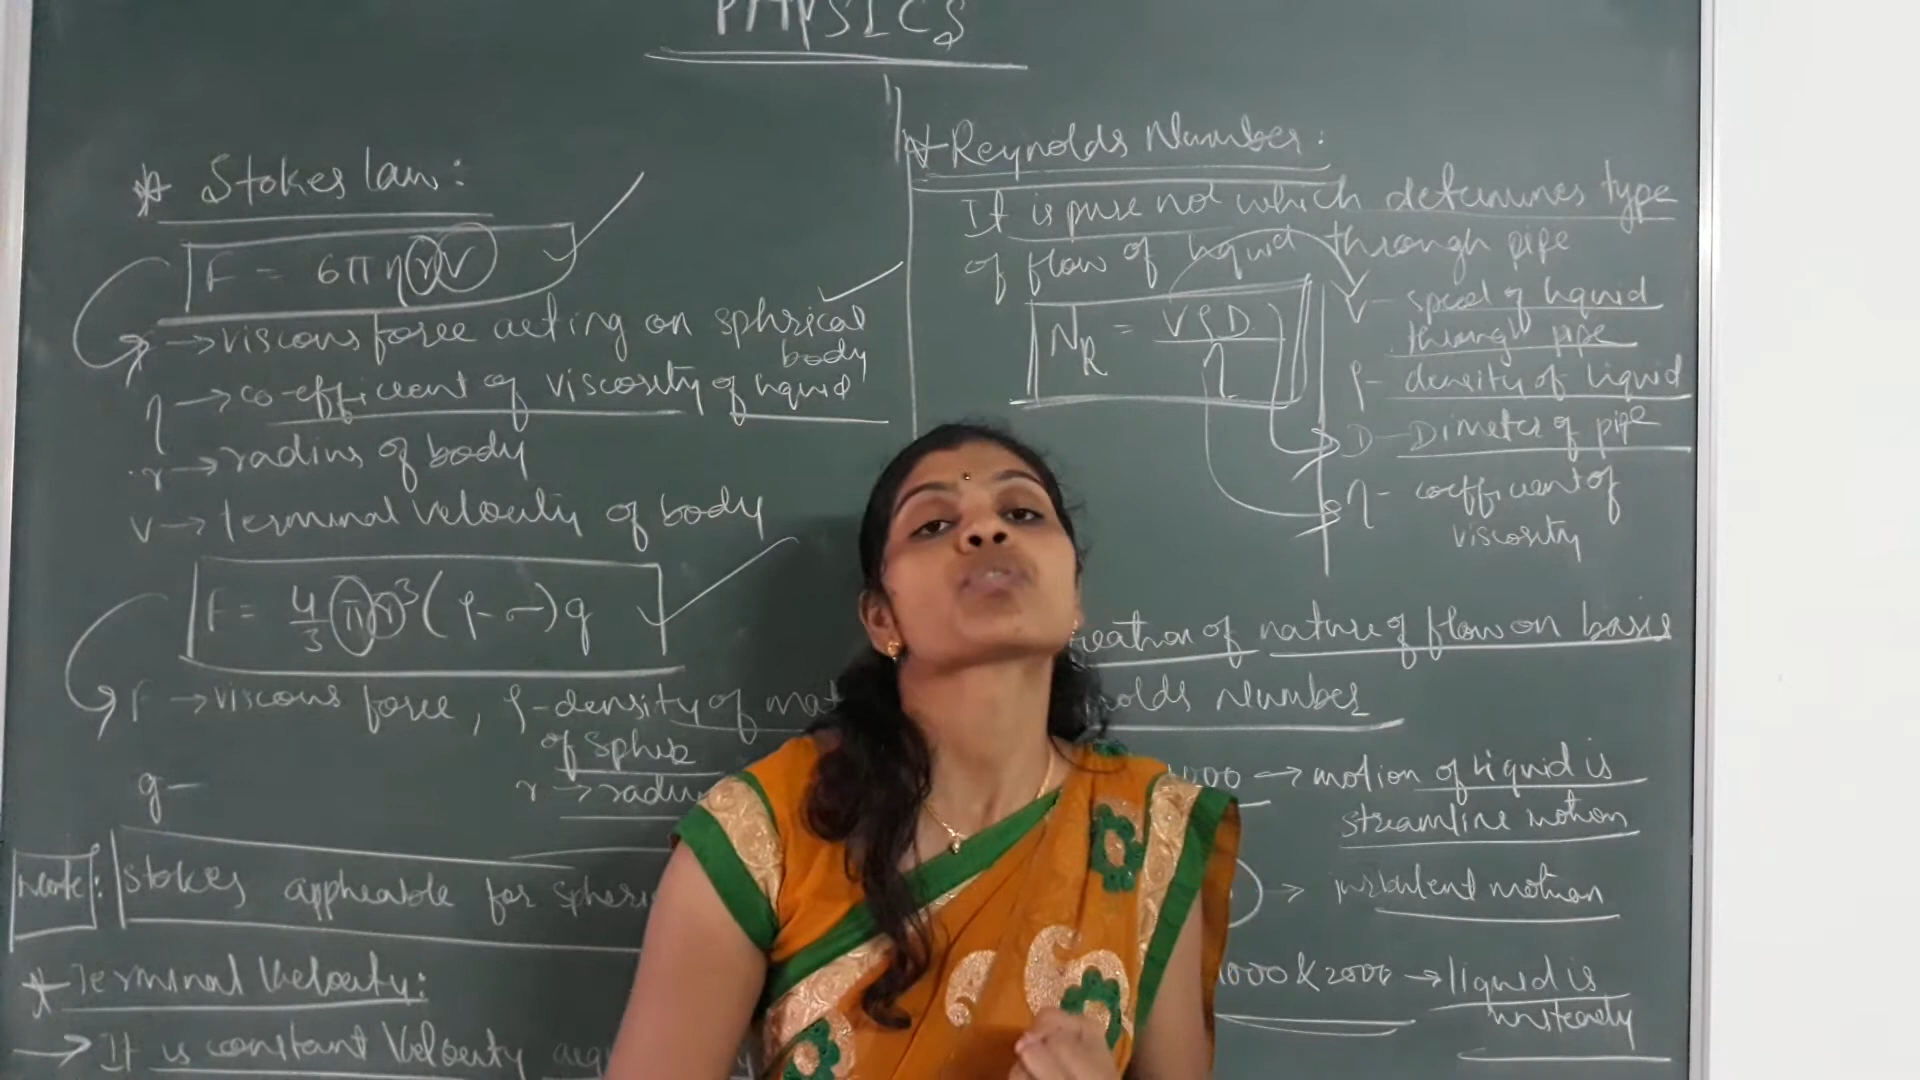 PHYSICS
* Stokes law:
F = 6πηrv
F → viscous force acting on sphrical
body
η → co-efficient of viscosity of liquid
r → radius of body
v → terminal velocity of body
F = 4/3 πr³ (ρ - σ) g
F → viscous force, ρ - density of mat
of sphere
g - r → radiu
Note: Stokes applicable for spheri
* Terminal Velocity:
→ It is constant Velocity acq
* Reynolds Number:
It is pure no which determines type
of flow of liquid through pipe
N_R = VρD / η
V - speed of liquid
through pipe
ρ - density of liquid
D - Dimeter of pipe
η - coefficient of
viscosity
nature of flow on basis
nolds Number
1000 → motion of liquid is
streamline motion
→ turbulent motion
1000 & 2000 → liquid is
unsteady